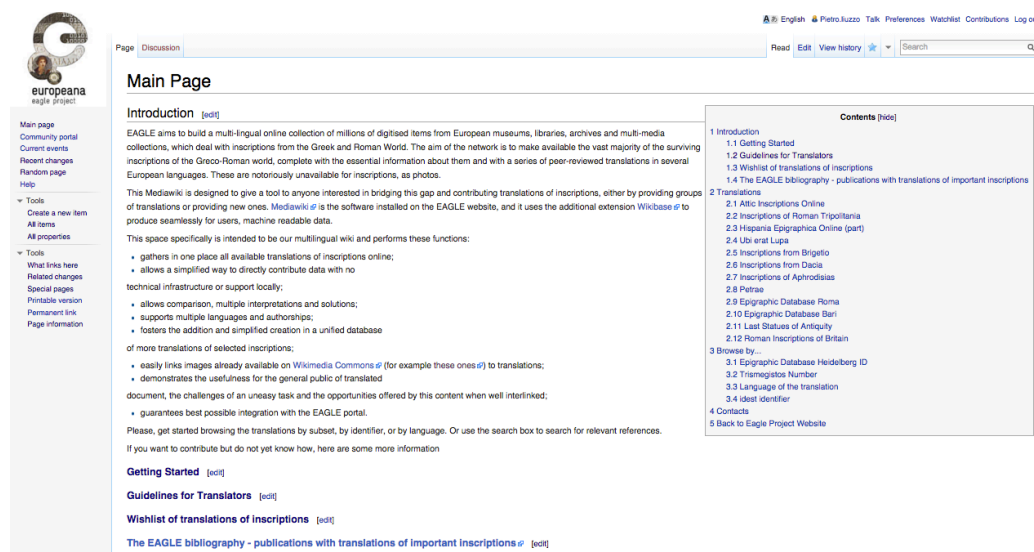 europeana
eagle project
English Pietro.liuzzo Talk Preferences Watchlist Contributions Log ou
Page Discussion
Read Edit View history Search
Main page
Community portal
Current events
Recent changes
Random page
Help
Tools
Create a new item
All items
All properties
Tools
What links here
Related changes
Special pages
Printable version
Permanent link
Page information
Main Page
Introduction [edit]
EAGLE aims to build a multi-lingual online collection of millions of digitised items from European museums, libraries, archives and multi-media
collections, which deal with inscriptions from the Greek and Roman World. The aim of the network is to make available the vast majority of the surviving
inscriptions of the Greco-Roman world, complete with the essential information about them and with a series of peer-reviewed translations in several
European languages. These are notoriously unavailable for inscriptions, as photos.
This Mediawiki is designed to give a tool to anyone interested in bridging this gap and contributing translations of inscriptions, either by providing groups
of translations or providing new ones. Mediawiki is the software installed on the EAGLE website, and it uses the additional extension Wikibase to
produce seamlessly for users, machine readable data.
This space specifically is intended to be our multilingual wiki and performs these functions:
• gathers in one place all available translations of inscriptions online;
• allows a simplified way to directly contribute data with no
technical infrastructure or support locally;
• allows comparison, multiple interpretations and solutions;
• supports multiple languages and authorships;
• fosters the addition and simplified creation in a unified database
of more translations of selected inscriptions;
• easily links images already available on Wikimedia Commons (for example these ones) to translations;
• demonstrates the usefulness for the general public of translated
document, the challenges of an uneasy task and the opportunities offered by this content when well interlinked;
• guarantees best possible integration with the EAGLE portal.
Please, get started browsing the translations by subset, by identifier, or by language. Or use the search box to search for relevant references.
If you want to contribute but do not yet know how, here are some more information
Getting Started [edit]
Guidelines for Translators [edit]
Wishlist of translations of inscriptions [edit]
The EAGLE bibliography - publications with translations of important inscriptions [edit]
Contents [hide]
1 Introduction
1.1 Getting Started
1.2 Guidelines for Translators
1.3 Wishlist of translations of inscriptions
1.4 The EAGLE bibliography - publications with translations of important inscriptions
2 Translations
2.1 Attic Inscriptions Online
2.2 Inscriptions of Roman Tripolitania
2.3 Hispania Epigraphica Online (part)
2.4 Ubi erat Lupa
2.5 Inscriptions from Brigetio
2.6 Inscriptions from Dacia
2.7 Inscriptions of Aphrodisias
2.8 Petrae
2.9 Epigraphic Database Roma
2.10 Epigraphic Database Bari
2.11 Last Statues of Antiquity
2.12 Roman Inscriptions of Britain
3 Browse by...
3.1 Epigraphic Database Heidelberg ID
3.2 Trismegistos Number
3.3 Language of the translation
3.4 idest identifier
4 Contacts
5 Back to Eagle Project Website